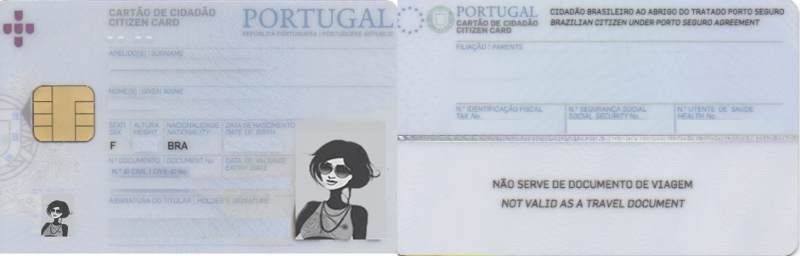 CARTÃO DE CIDADÃO
CITIZEN CARD
PORTUGAL
REPÚBLICA PORTUGUESA | PORTUGUESE REPUBLIC
APELIDO(S) | SURNAME
NOME(S) | GIVEN NAME
SEXO ALTURA NACIONALIDADE DATA DE NASCIMENTO
SEX HEIGHT NATIONALITY DATE OF BIRTH
F BRA
N.º DOCUMENTO | DOCUMENT No. DATA DE VALIDADE
EXPIRY DATE
N.º ID CIVIL | CIVIL ID No.
ASSINATURA DO TITULAR | HOLDER'S SIGNATURE
PORTUGAL
CARTÃO DE CIDADÃO
CITIZEN CARD
CIDADÃO BRASILEIRO AO ABRIGO DO TRATADO PORTO SEGURO
BRAZILIAN CITIZEN UNDER PORTO SEGURO AGREEMENT
FILIAÇÃO | PARENTS
N.º IDENTIFICAÇÃO FISCAL N.º SEGURANÇA SOCIAL N.º UTENTE DE SAÚDE
TAX No. SOCIAL SECURITY No. HEALTH No.
NÃO SERVE DE DOCUMENTO DE VIAGEM
NOT VALID AS A TRAVEL DOCUMENT